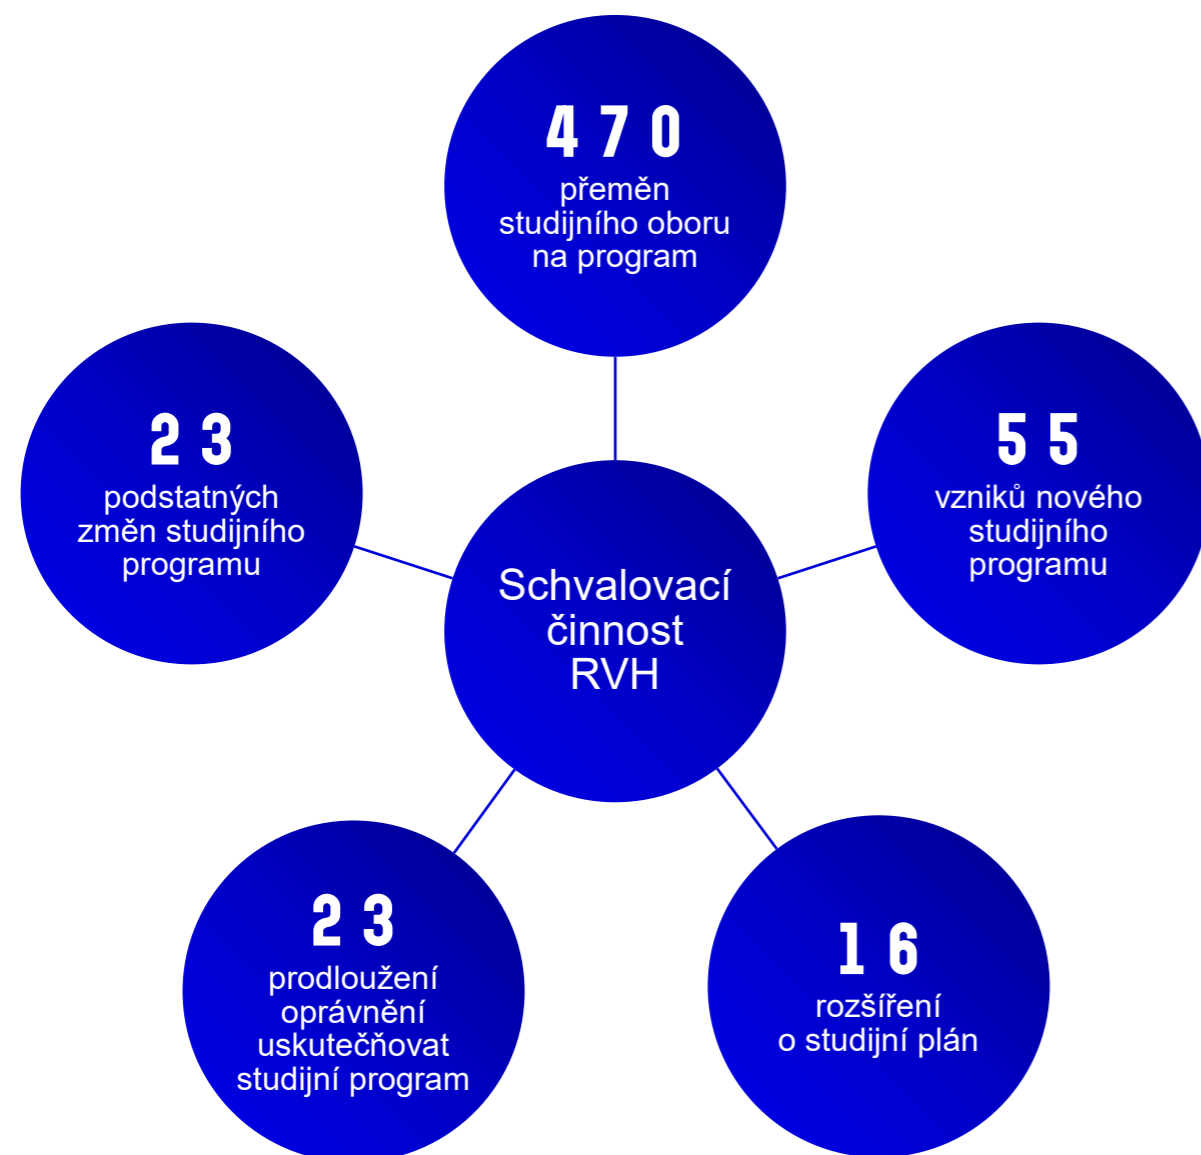 4 7 0
přeměn
studijního oboru
na program
2 3
podstatných
změn studijního
programu
5 5
vzniků nového
studijního
programu
Schvalovací
činnost
RVH
2 3
prodloužení
oprávnění
uskutečňovat
studijní program
1 6
rozšíření
o studijní plán